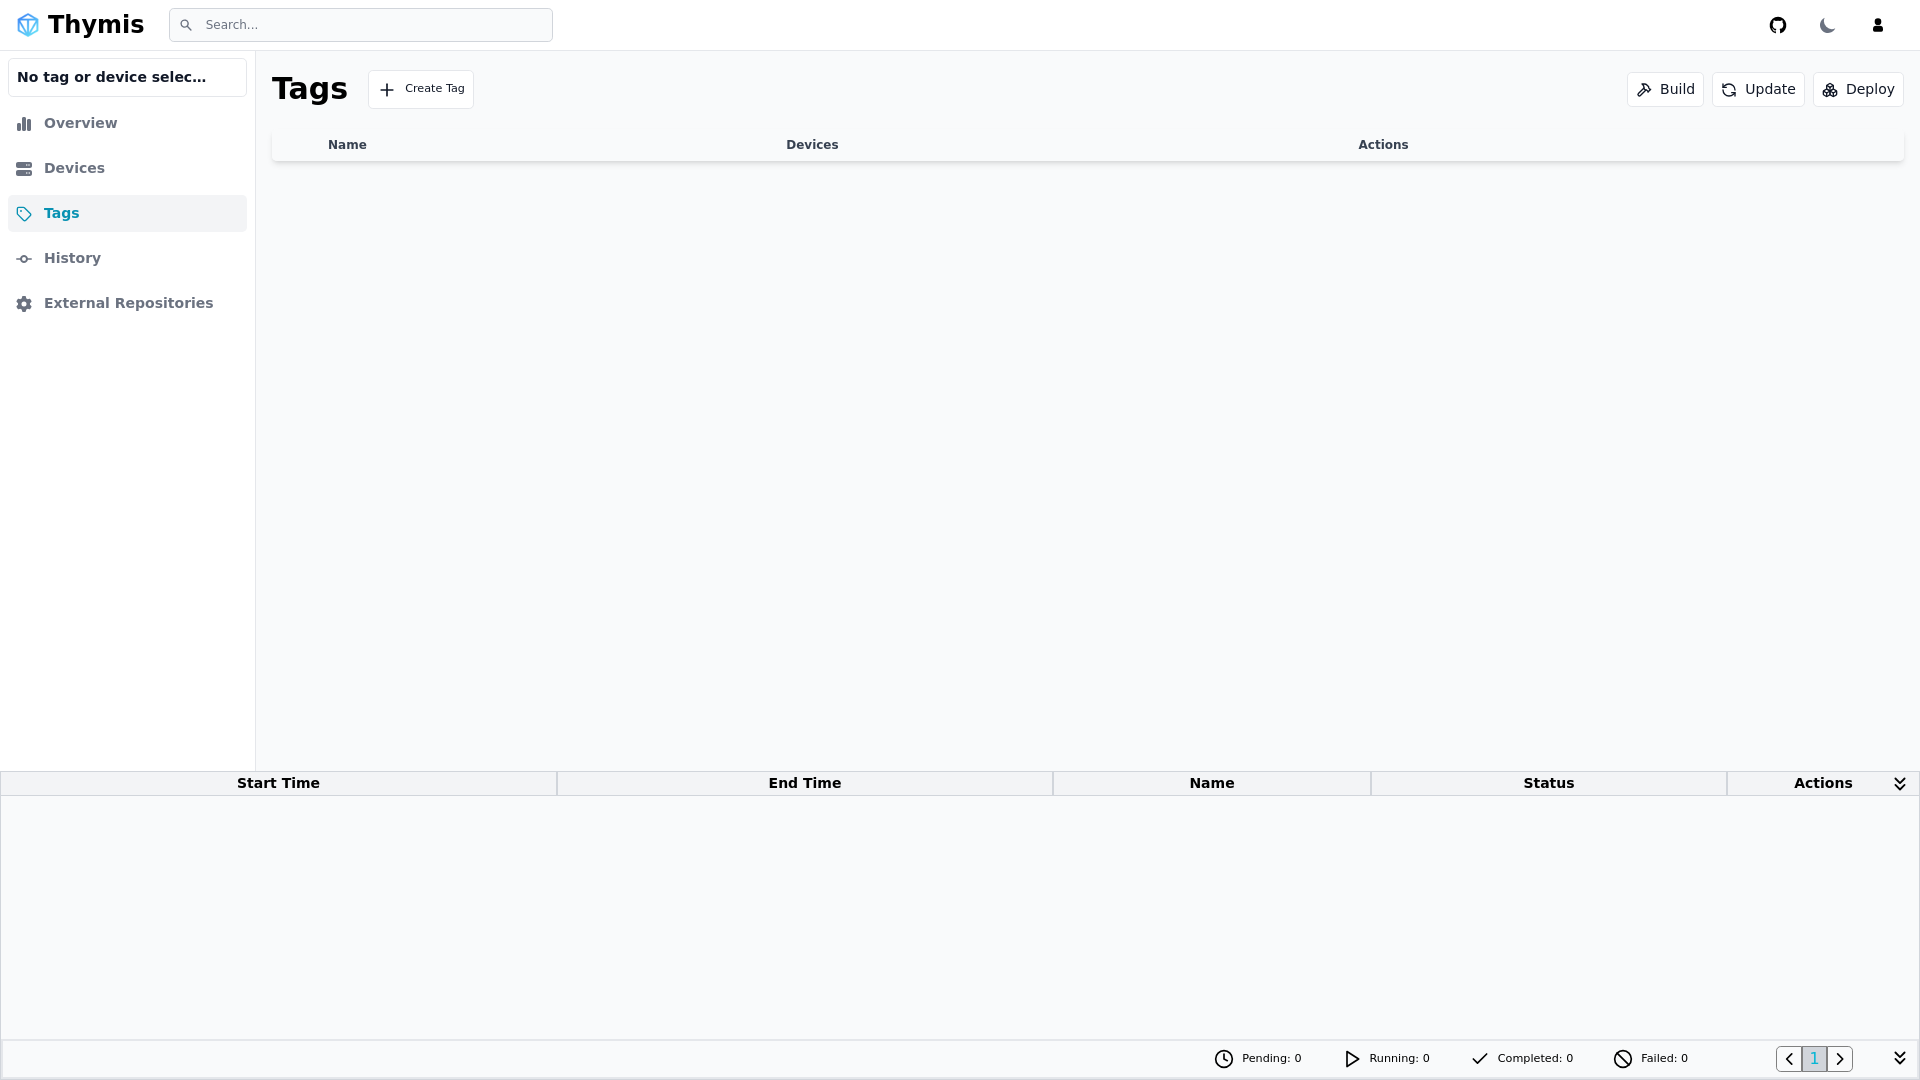 Thymis
Search...
No tag or device selec...
Overview
Devices
Tags
History
External Repositories
Tags
Create Tag
Build
Update
Deploy
Name Devices Actions
Start Time End Time Name Status Actions
Pending: 0 Running: 0 Completed: 0 Failed: 0 1